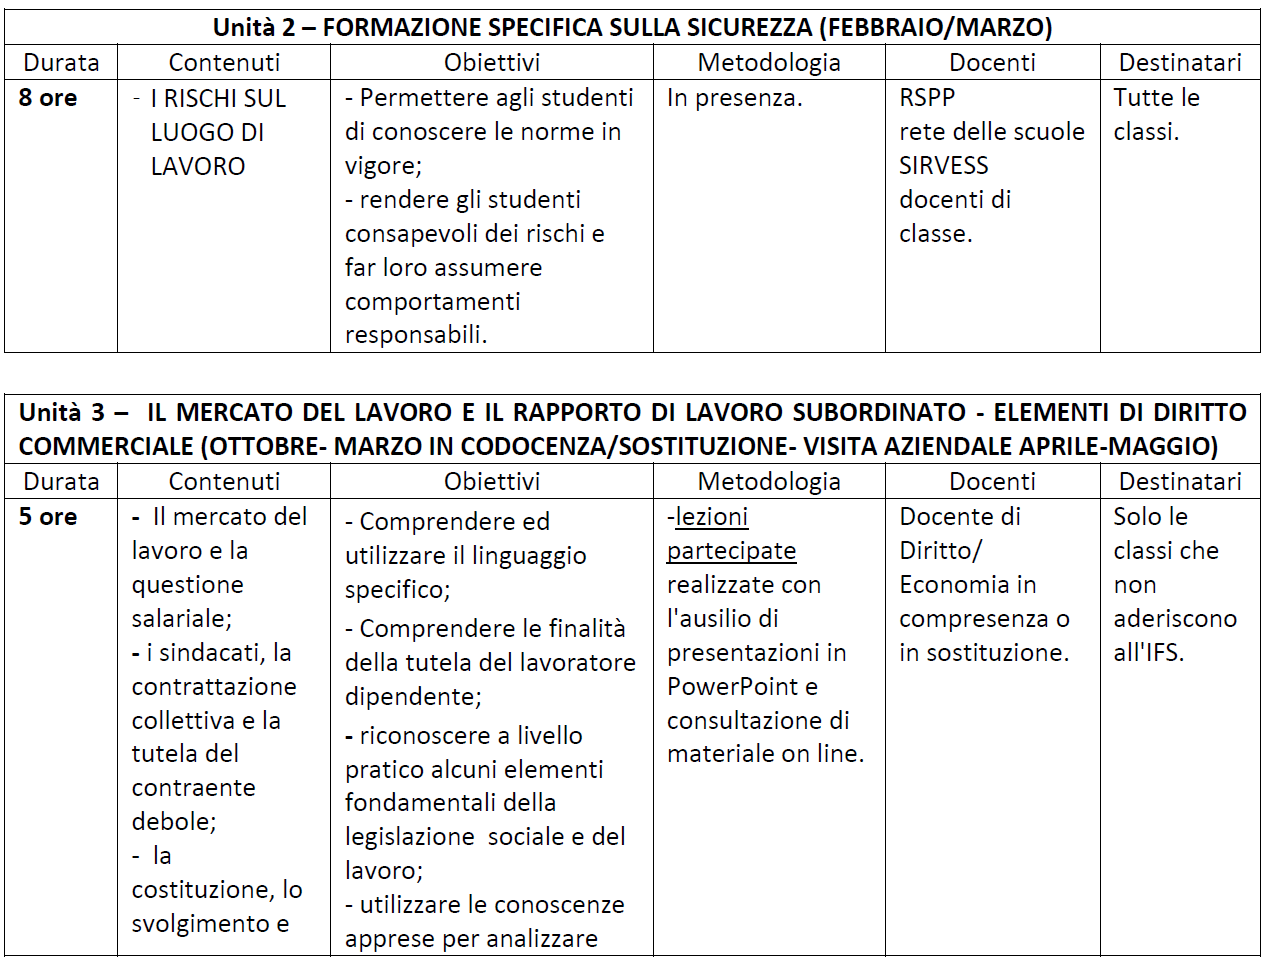 Unità 2 – FORMAZIONE SPECIFICA SULLA SICUREZZA (FEBBRAIO/MARZO)
Durata
Contenuti
Obiettivi
Metodologia
Docenti
Destinatari
8 ore
- I RISCHI SUL
LUOGO DI
LAVORO
- Permettere agli studenti
di conoscere le norme in
vigore;
- rendere gli studenti
consapevoli dei rischi e
far loro assumere
comportamenti
responsabili.
In presenza.
RSPP
rete delle scuole
SIRVESS
docenti di
classe.
Tutte le
classi.
Unità 3 – IL MERCATO DEL LAVORO E IL RAPPORTO DI LAVORO SUBORDINATO - ELEMENTI DI DIRITTO
COMMERCIALE (OTTOBRE- MARZO IN CODOCENZA/SOSTITUZIONE- VISITA AZIENDALE APRILE-MAGGIO)
Durata
Contenuti
Obiettivi
Metodologia
Docenti
Destinatari
5 ore
- Il mercato del
lavoro e la
questione
salariale;
- i sindacati, la
contrattazione
collettiva e la
tutela del
contraente
debole;
- la
costituzione, lo
svolgimento e
- Comprendere ed
utilizzare il linguaggio
specifico;
- Comprendere le finalità
della tutela del lavoratore
dipendente;
- riconoscere a livello
pratico alcuni elementi
fondamentali della
legislazione sociale e del
lavoro;
- utilizzare le conoscenze
apprese per analizzare
-lezioni
partecipate
realizzate con
l'ausilio di
presentazioni in
PowerPoint e
consultazione di
materiale on line.
Docente di
Diritto/
Economia in
compresenza o
in sostituzione.
Solo le
classi che
non
aderiscono
all'IFS.